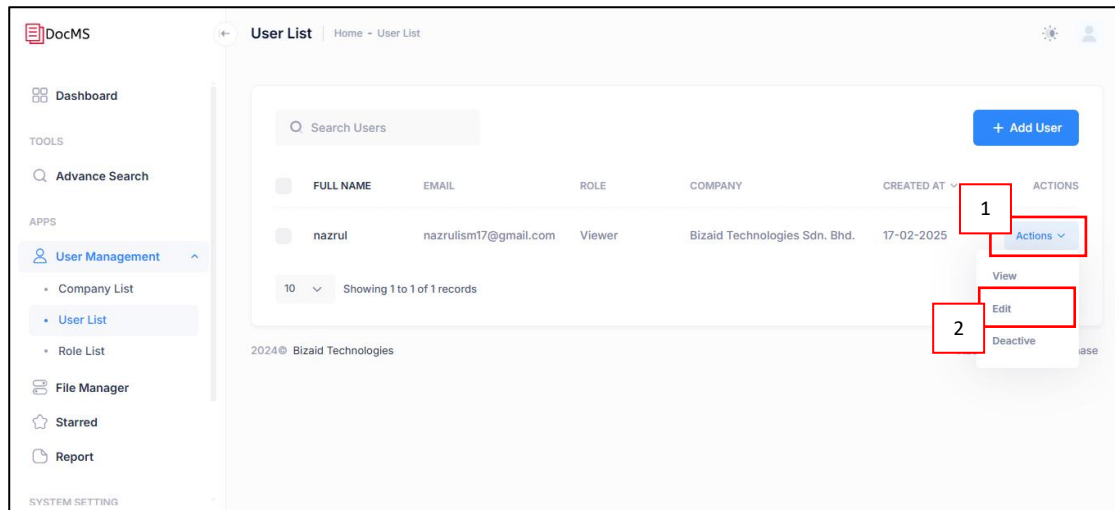 DocMS
User List Home - User List
Dashboard
TOOLS
Advance Search
APPS
User Management
Company List
User List
Role List
File Manager
Starred
Report
SYSTEM SETTING
Search Users
+ Add User
FULL NAME EMAIL ROLE COMPANY CREATED AT ACTIONS
1
nazrul nazrulism17@gmail.com Viewer Bizaid Technologies Sdn. Bhd. 17-02-2025 Actions
View
Edit
Deactive
2
10 Showing 1 to 1 of 1 records
2024© Bizaid Technologies